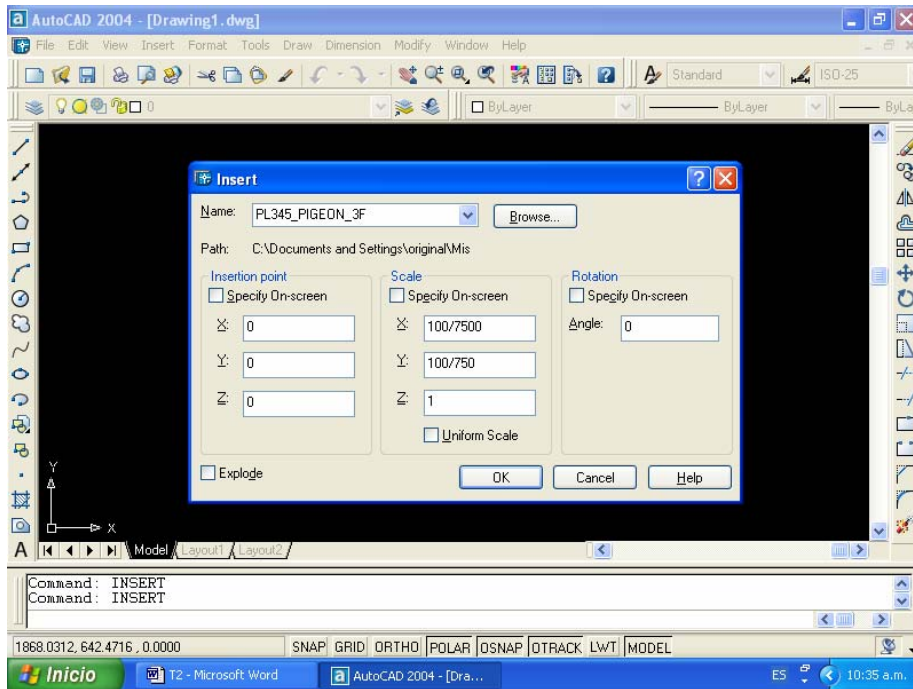 AutoCAD 2004 - [Drawing1.dwg]
File Edit View Insert Format Tools Draw Dimension Modify Window Help
Standard ISO-25
0 ByLayer ByLayer ByLa
Insert
Name: PL345_PIGEON_3F Browse...
Path: C:\Documents and Settings\original\Mis
Insertion point Scale Rotation
Specify On-screen Specify On-screen Specify On-screen
X: 0 X: 100/7500 Angle: 0
Y: 0 Y: 100/750
Z: 0 Z: 1
Uniform Scale
Explode OK Cancel Help
Y
X
Model Layout1 Layout2
Command: INSERT
Command: INSERT
1868.0312, 642.4716 , 0.0000 SNAP GRID ORTHO POLAR OSNAP OTRACK LWT MODEL
Inicio T2 - Microsoft Word AutoCAD 2004 - [Dra... ES 10:35 a.m.